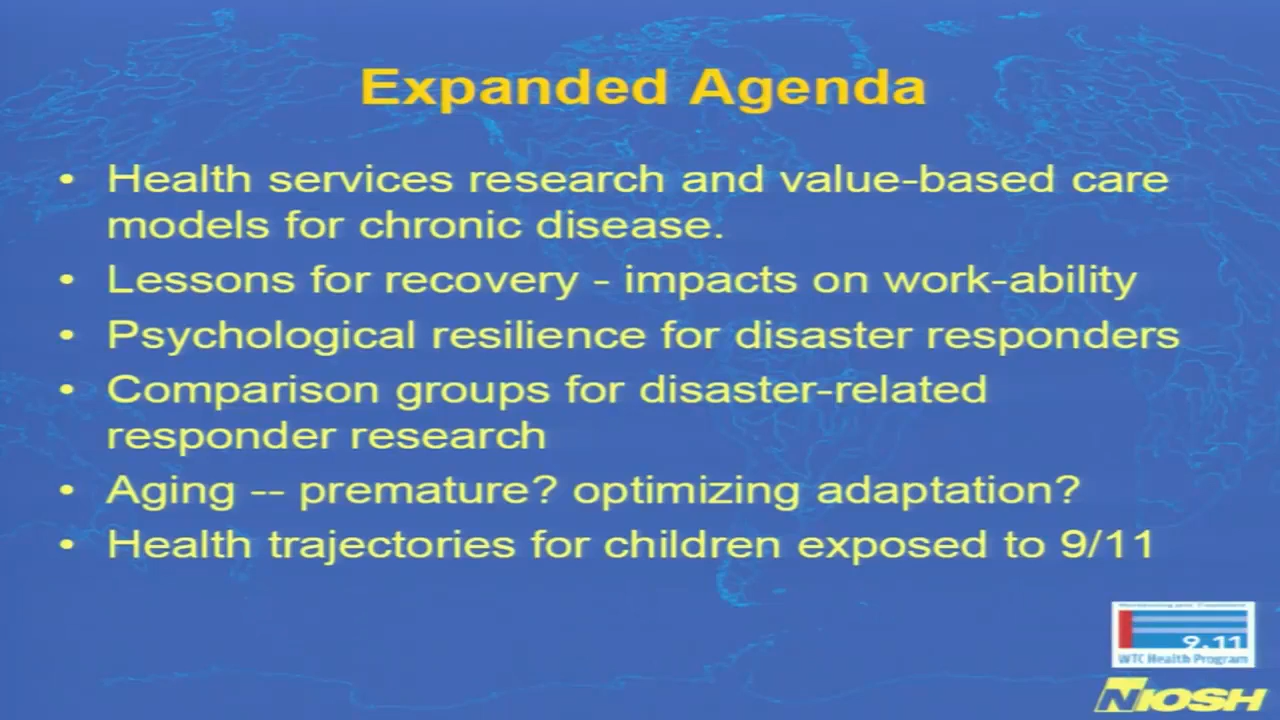 Expanded Agenda
• Health services research and value-based care
models for chronic disease.
• Lessons for recovery - impacts on work-ability
• Psychological resilience for disaster responders
• Comparison groups for disaster-related
responder research
• Aging -- premature? optimizing adaptation?
• Health trajectories for children exposed to 9/11
9.11
WTC Health Program
NIOSH